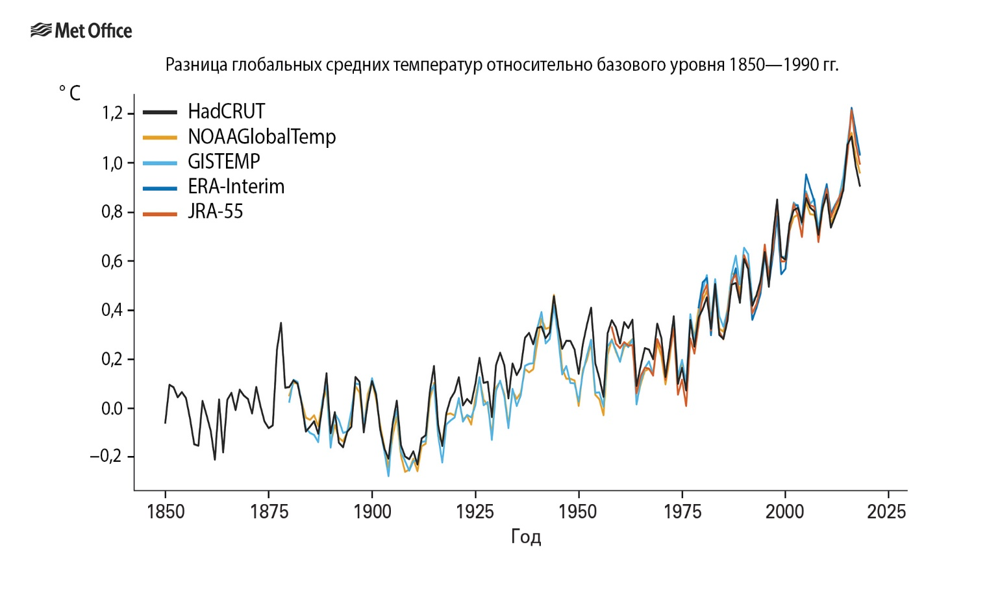 Met Office
Разница глобальных средних температур относительно базового уровня 1850—1990 гг.
° C
1,2
1,0
0,8
0,6
0,4
0,2
0.0
–0,2
HadCRUT
NOAAGlobalTemp
GISTEMP
ERA-Interim
JRA-55
1850 1875 1900 1925 1950 1975 2000 2025
Год